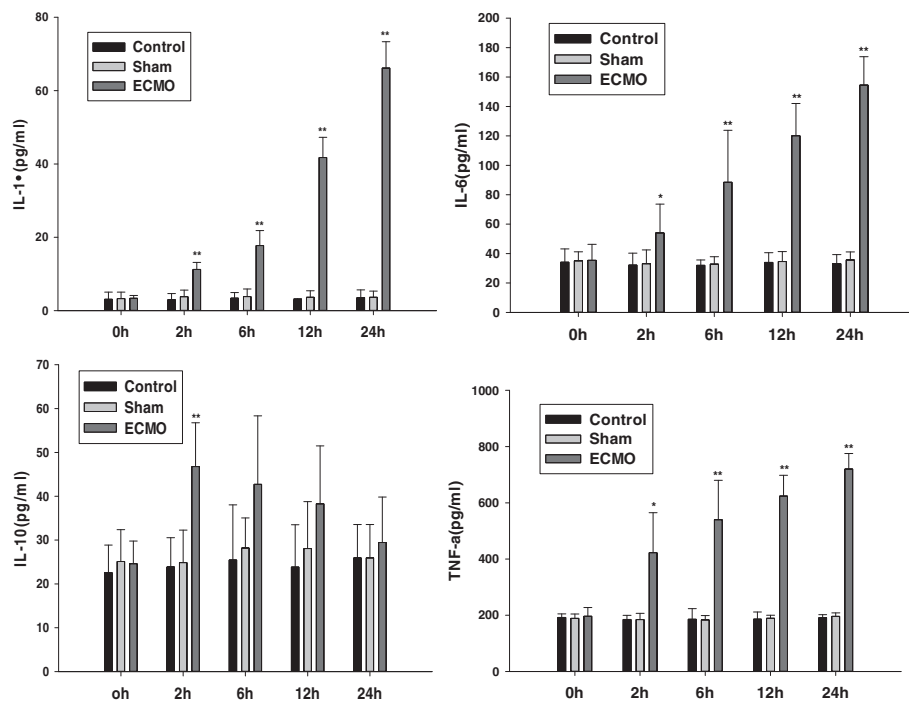 80
60
40
20
0
IL-1•(pg/ml)
Control
Sham
ECMO
**
**
**
**
0h 2h 6h 12h 24h
200
180
160
140
120
100
80
60
40
20
0
IL-6(pg/ml)
Control
Sham
ECMO
*
**
**
**
0h 2h 6h 12h 24h
70
60
50
40
30
20
10
0
IL-10(pg/ml)
Control
Sham
ECMO
**
oh 2h 6h 12h 24h
1000
800
600
400
200
0
TNF-a(pg/ml)
Control
Sham
ECMO
*
**
**
**
0h 2h 6h 12h 24h